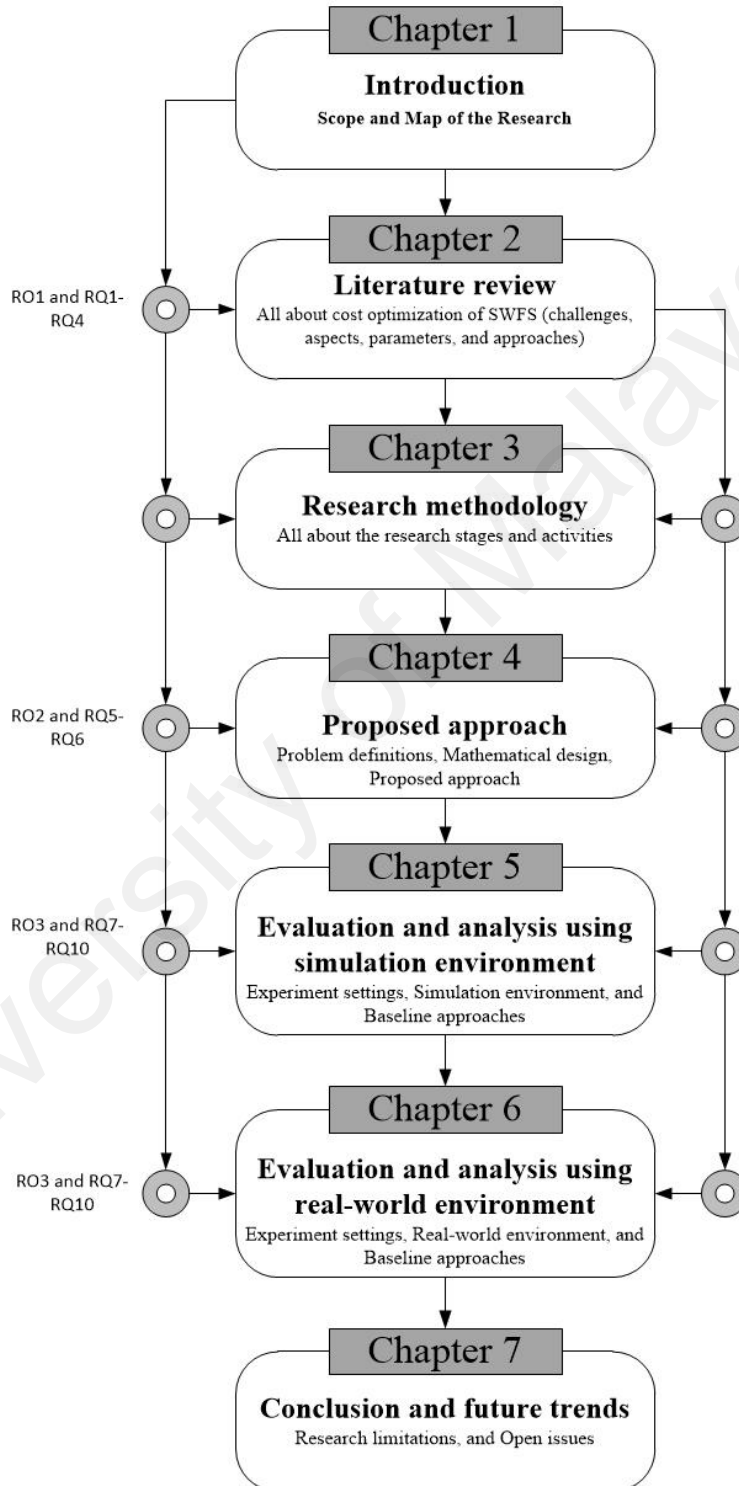 Chapter 1
Introduction
Scope and Map of the Research
Chapter 2
RO1 and RQ1-
RQ4
Literature review
All about cost optimization of SWFS (challenges,
aspects, parameters, and approaches)
Chapter 3
Research methodology
All about the research stages and activities
Chapter 4
RO2 and RQ5-
RQ6
Proposed approach
Problem definitions, Mathematical design,
Proposed approach
Chapter 5
RO3 and RQ7-
RQ10
Evaluation and analysis using
simulation environment
Experiment settings, Simulation environment, and
Baseline approaches
Chapter 6
RO3 and RQ7-
RQ10
Evaluation and analysis using
real-world environment
Experiment settings, Real-world environment, and
Baseline approaches
Chapter 7
Conclusion and future trends
Research limitations, and Open issues
versity of Malaya